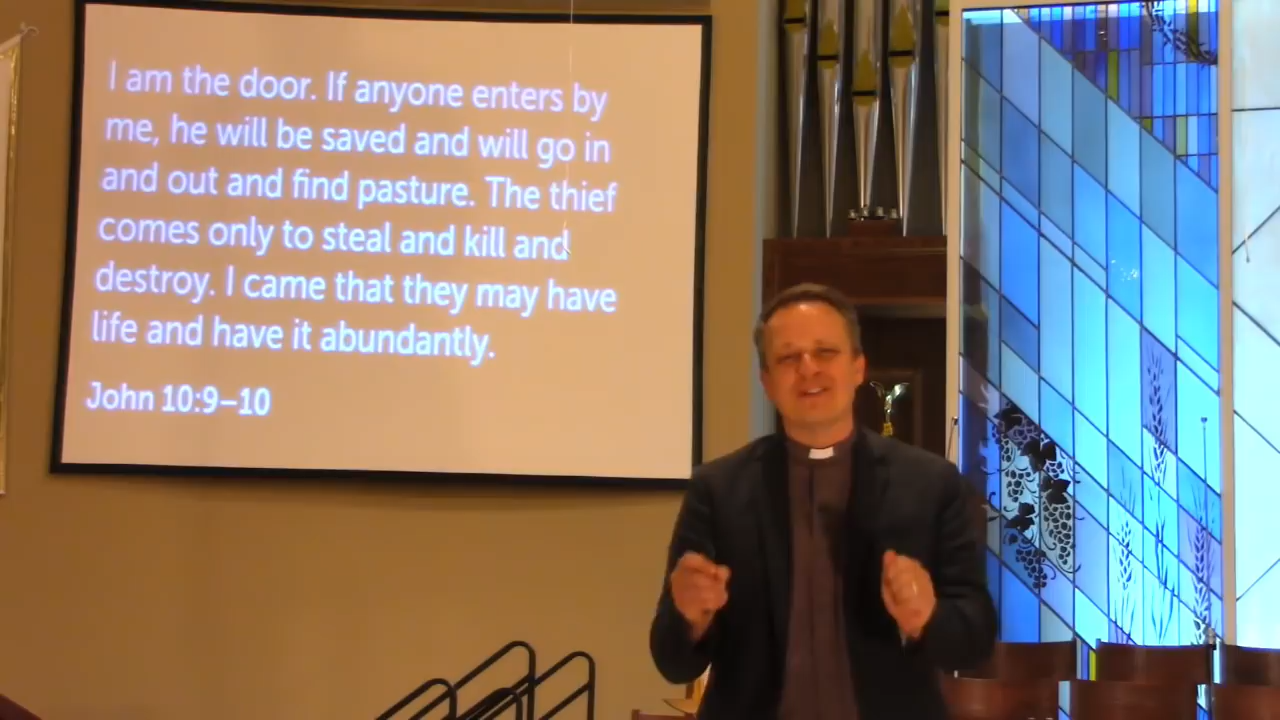 I am the door. If anyone enters by
me, he will be saved and will go in
and out and find pasture. The thief
comes only to steal and kill and
destroy. I came that they may have
life and have it abundantly.
John 10:9–10